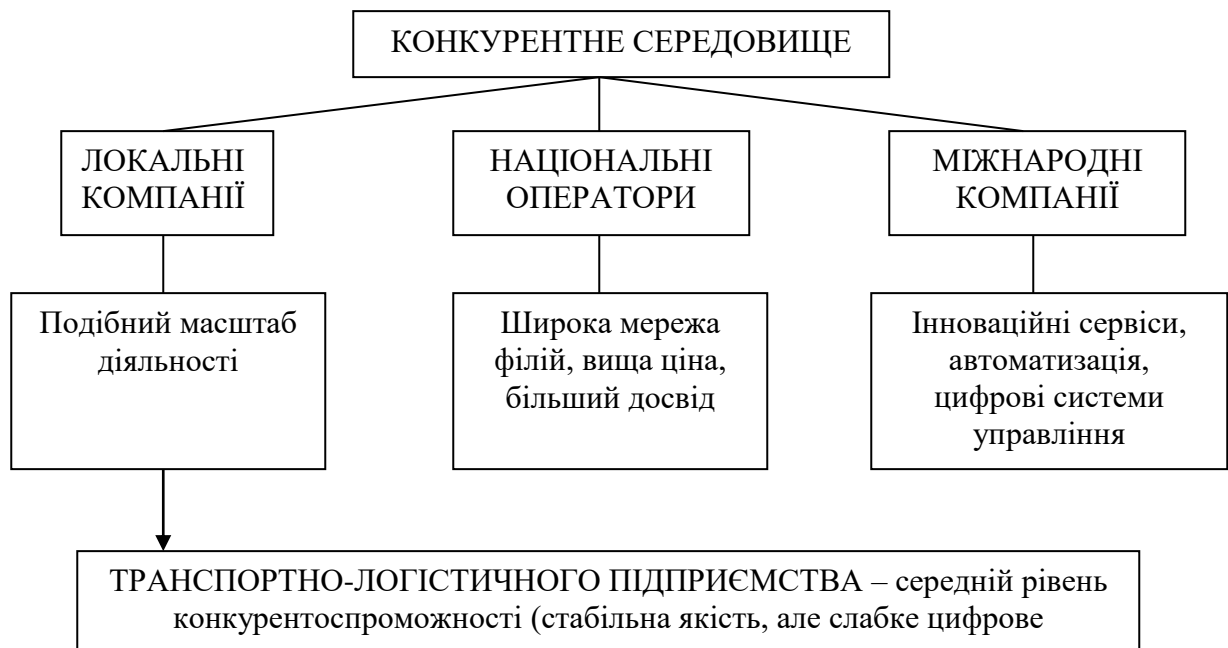 КОНКУРЕНТНЕ СЕРЕДОВИЩЕ
ЛОКАЛЬНІ
КОМПАНІЇ
НАЦІОНАЛЬНІ
ОПЕРАТОРИ
МІЖНАРОДНІ
КОМПАНІЇ
Подібний масштаб
діяльності
Широка мережа
філій, вища ціна,
більший досвід
Інноваційні сервіси,
автоматизація,
цифрові системи
управління
ТРАНСПОРТНО-ЛОГІСТИЧНОГО ПІДПРИЄМСТВА – середній рівень
конкурентоспроможності (стабільна якість, але слабке цифрове